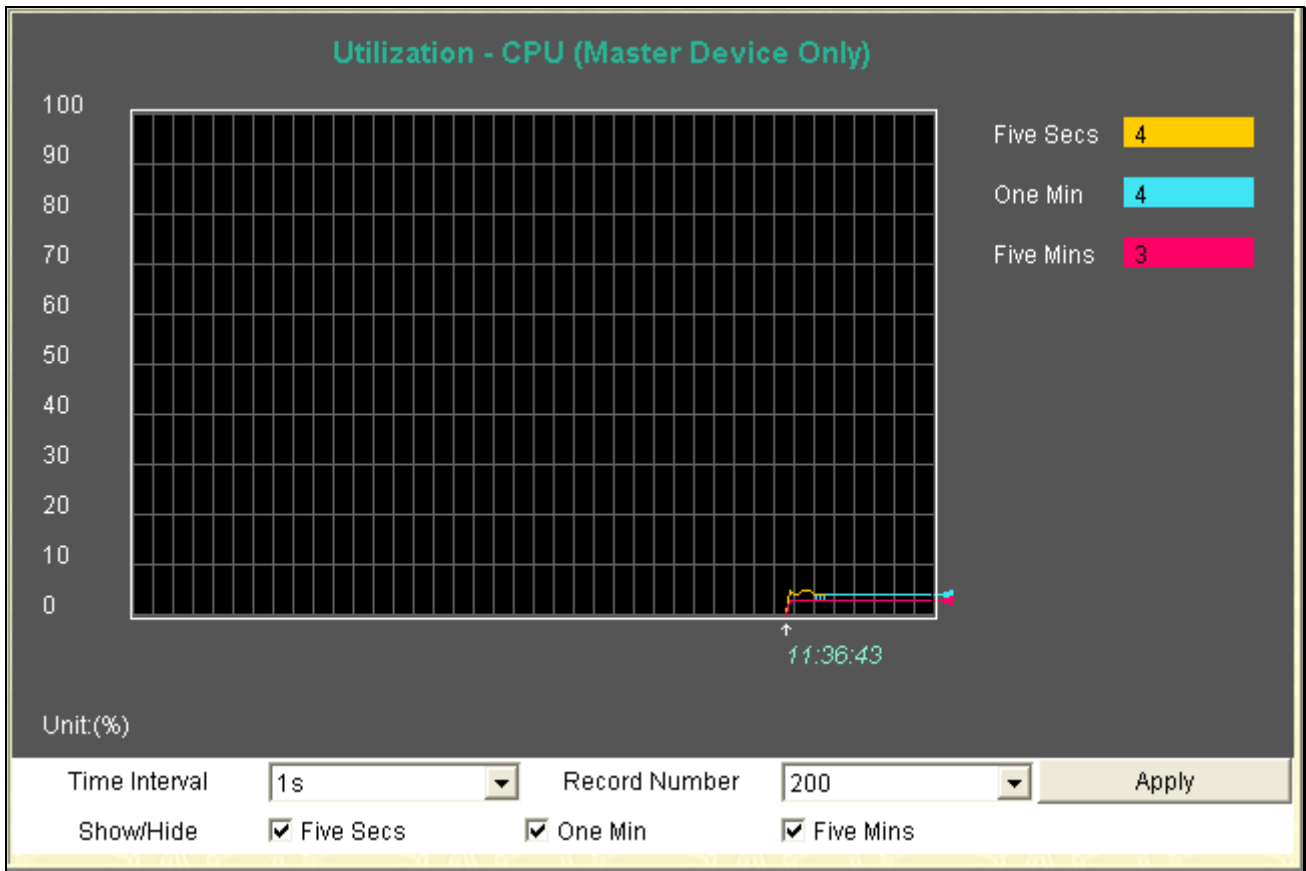 Utilization - CPU (Master Device Only)
100
90
80
70
60
50
40
30
20
10
0
Five Secs 4
One Min 4
Five Mins 3
11:36:43
Unit:(%)
Time Interval 1s Record Number 200 Apply
Show/Hide Five Secs One Min Five Mins